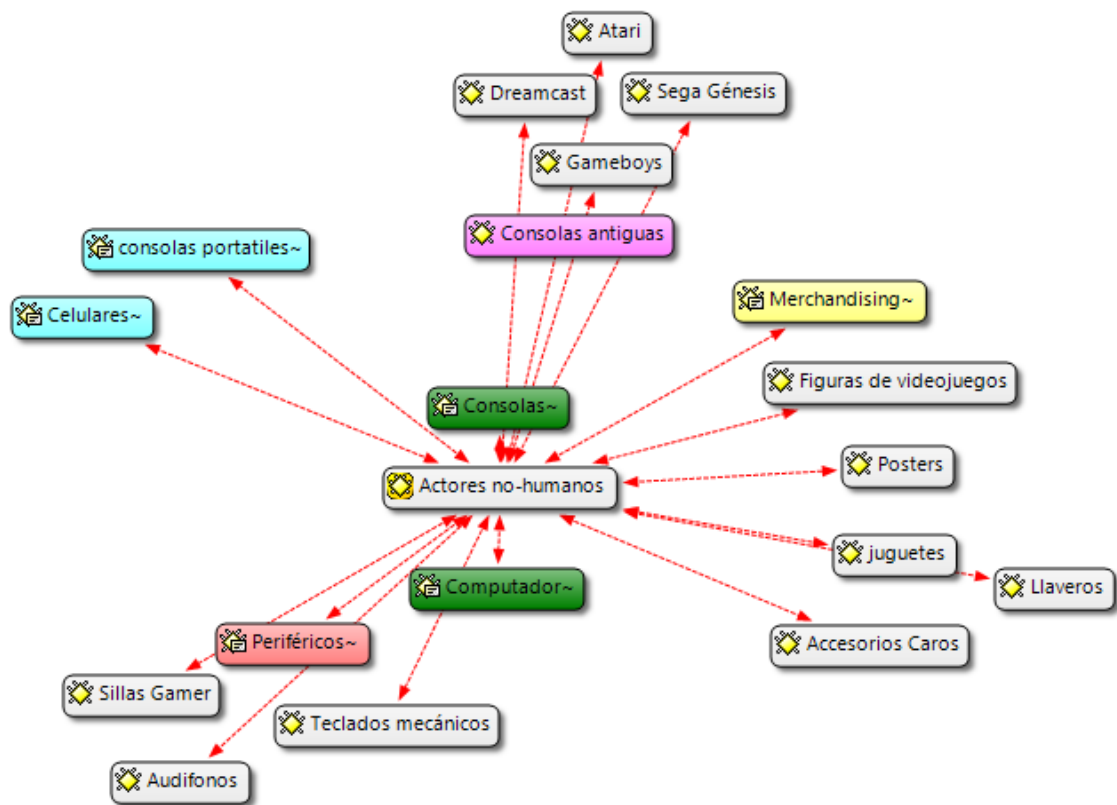 Atari
Dreamcast
Sega Génesis
Gameboys
Consolas antiguas
consolas portatiles~
Celulares~
Merchandising~
Figuras de videojuegos
Consolas~
Posters
Actores no-humanos
juguetes
Llaveros
Computador~
Periféricos~
Accesorios Caros
Sillas Gamer
Teclados mecánicos
Audifonos